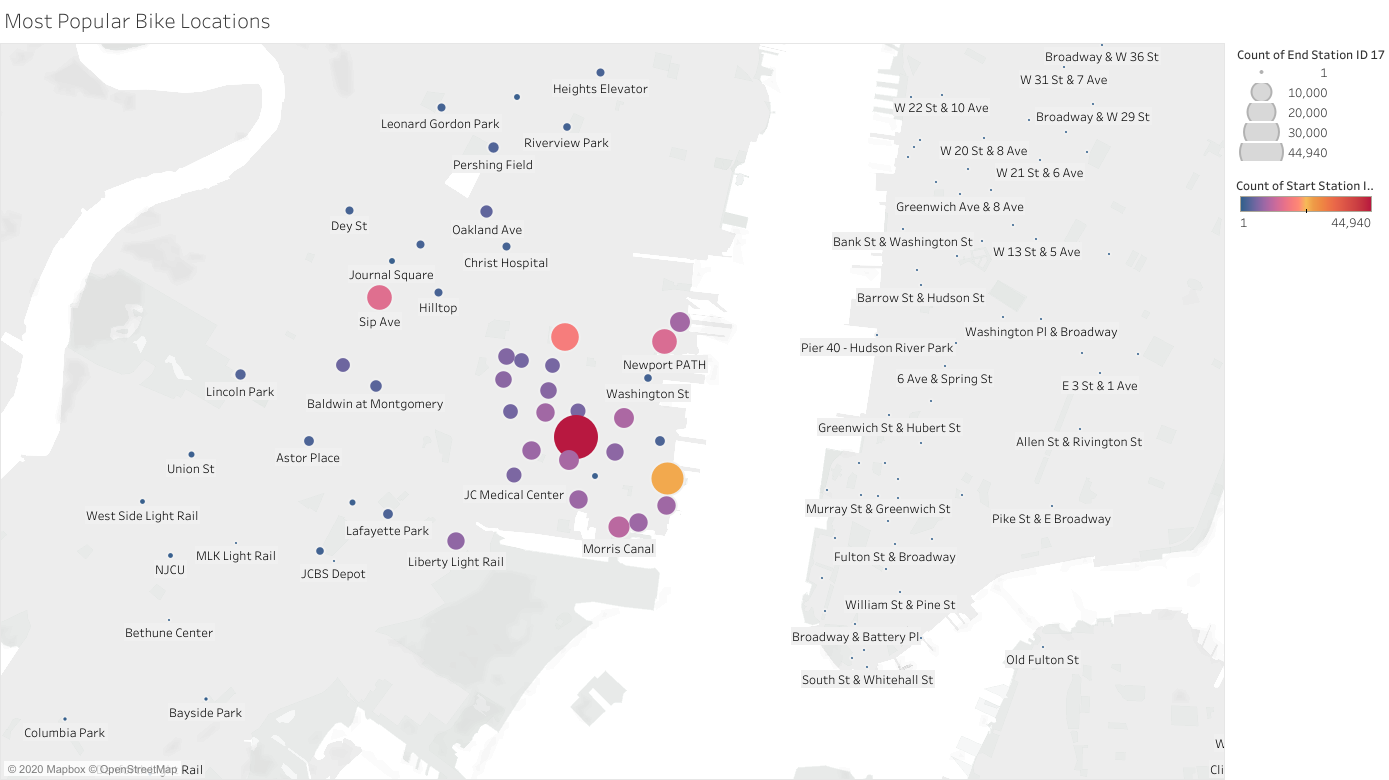 Most Popular Bike Locations
Count of End Station ID 17
1
10,000
20,000
30,000
44,940
Count of Start Station I..
1
44,940
Broadway & W 36 St
W 31 St & 7 Ave
Heights Elevator
W 22 St & 10 Ave
Broadway & W 29 St
Leonard Gordon Park
Riverview Park
W 20 St & 8 Ave
Pershing Field
W 21 St & 6 Ave
Greenwich Ave & 8 Ave
Dey St
Oakland Ave
Bank St & Washington St
W 13 St & 5 Ave
Christ Hospital
Journal Square
Barrow St & Hudson St
Hilltop
Sip Ave
Washington Pl & Broadway
Pier 40 - Hudson River Park
Newport PATH
6 Ave & Spring St
E 3 St & 1 Ave
Lincoln Park
Washington St
Baldwin at Montgomery
Greenwich St & Hubert St
Allen St & Rivington St
Astor Place
Union St
JC Medical Center
West Side Light Rail
Murray St & Greenwich St
Pike St & E Broadway
Lafayette Park
Morris Canal
MLK Light Rail
Fulton St & Broadway
Liberty Light Rail
NJCU
JCBS Depot
William St & Pine St
Bethune Center
Broadway & Battery Pl
Old Fulton St
South St & Whitehall St
Bayside Park
Columbia Park
W
© 2020 Mapbox © OpenStreetMap
Rail
Cli